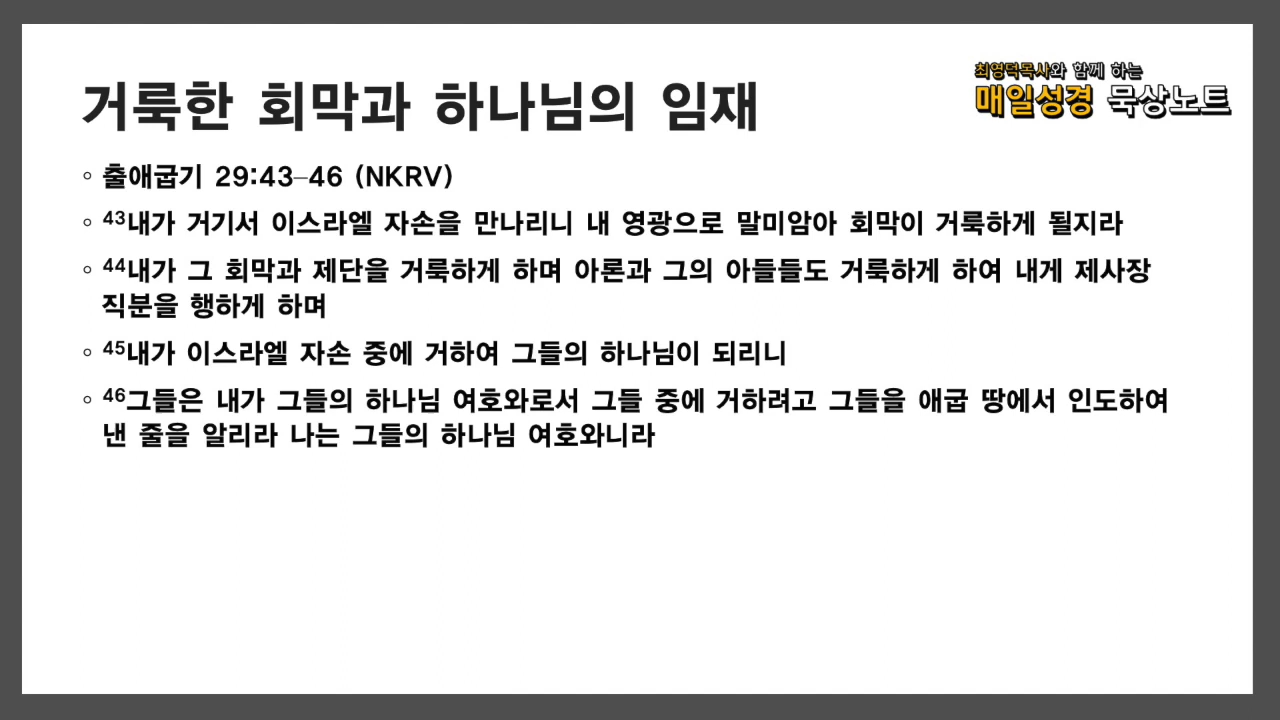 최영덕목사와 함께 하는
매일성경 묵상노트
거룩한 회막과 하나님의 임재
◦ 출애굽기 29:43–46 (NKRV)
◦ ⁴³내가 거기서 이스라엘 자손을 만나리니 내 영광으로 말미암아 회막이 거룩하게 될지라
◦ ⁴⁴내가 그 회막과 제단을 거룩하게 하며 아론과 그의 아들들도 거룩하게 하여 내게 제사장
직분을 행하게 하며
◦ ⁴⁵내가 이스라엘 자손 중에 거하여 그들의 하나님이 되리니
◦ ⁴⁶그들은 내가 그들의 하나님 여호와로서 그들 중에 거하려고 그들을 애굽 땅에서 인도하여
낸 줄을 알리라 나는 그들의 하나님 여호와니라